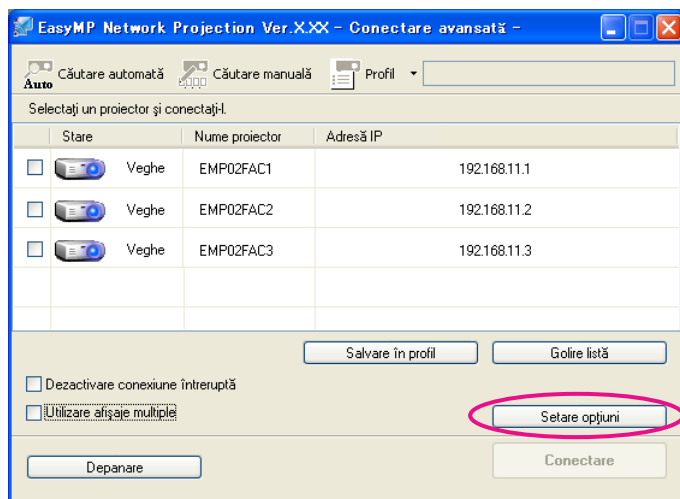 EasyMP Network Projection Ver.X.XX – Conectare avansată –
Auto Căutare automată Căutare manuală Profil
Selectați un proiector și conectați-l.
Stare Nume proiector Adresă IP
Veghe EMP02FAC1 192.168.11.1
Veghe EMP02FAC2 192.168.11.2
Veghe EMP02FAC3 192.168.11.3
Salvare în profil Golire listă
Dezactivare conexiune întreruptă
Utilizare afișaje multiple Setare opțiuni
Depanare Conectare